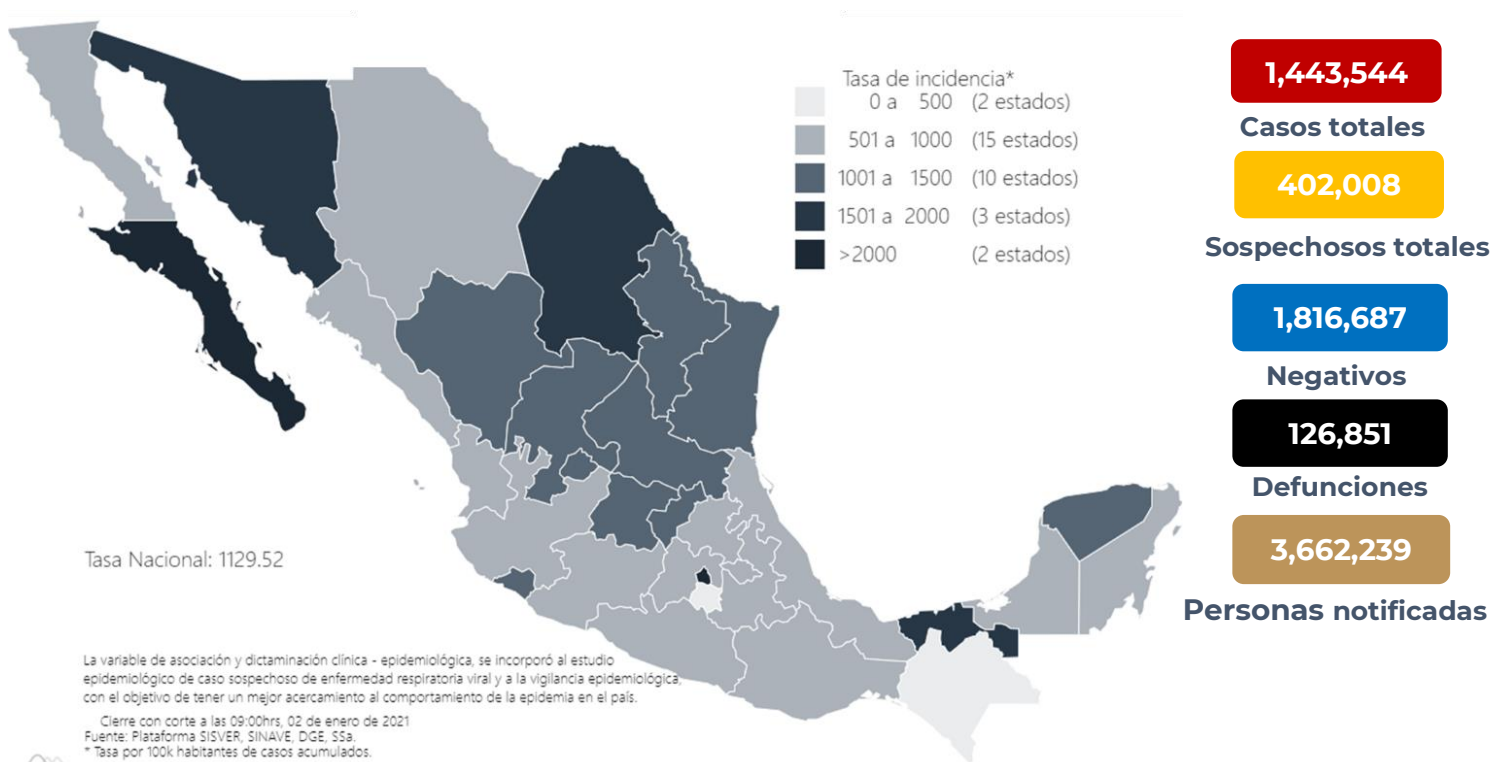 Tasa de incidencia*
0 a 500 (2 estados)
501 a 1000 (15 estados)
1001 a 1500 (10 estados)
1501 a 2000 (3 estados)
>2000 (2 estados)
Tasa Nacional: 1129.52
La variable de asociación y dictaminación clínica - epidemiológica, se incorporó al estudio
epidemiológico de caso sospechoso de enfermedad respiratoria viral y a la vigilancia epidemiológica,
con el objetivo de tener un mejor acercamiento al comportamiento de la epidemia en el país.
Cierre con corte a las 09:00hrs, 02 de enero de 2021
Fuente: Plataforma SISVER, SINAVE, DGE, SSa.
* Tasa por 100k habitantes de casos acumulados.
1,443,544
Casos totales
402,008
Sospechosos totales
1,816,687
Negativos
126,851
Defunciones
3,662,239
Personas notificadas